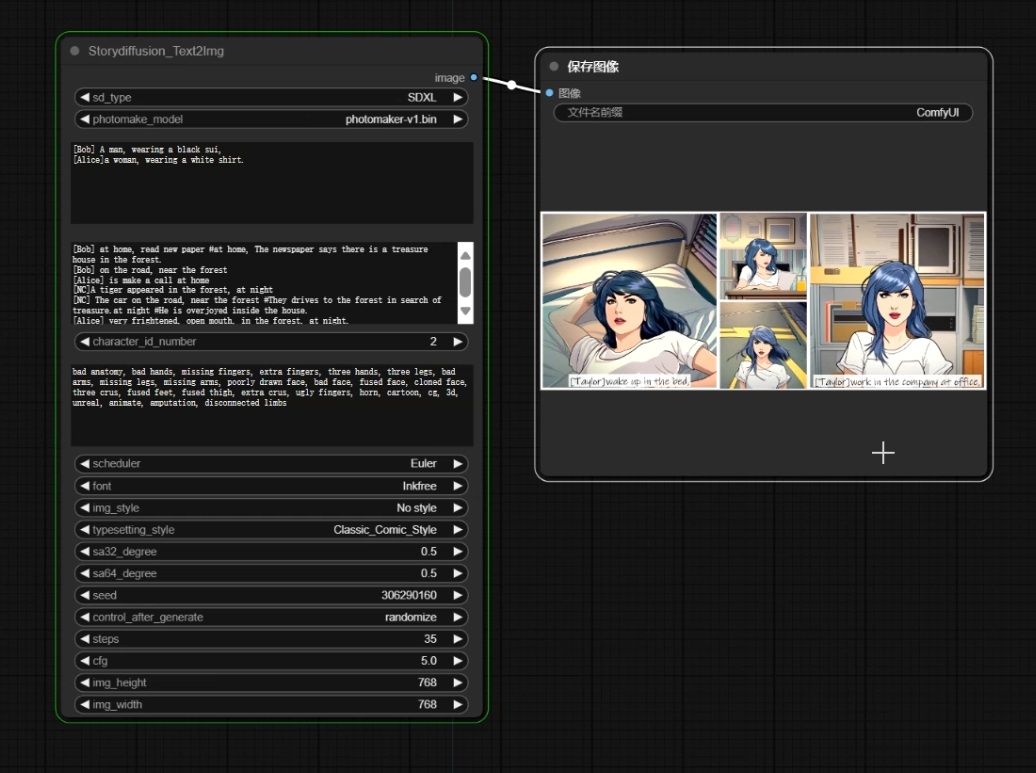 Storydiffusion_Text2Img
image
sd_type SDXL
photomake_model photomaker-v1.bin
[Bob] A man, wearing a black sui,
[Alice]a woman, wearing a white shirt.
[Bob] at home, read new paper #at home, The newspaper says there is a treasure
house in the forest.
[Bob] on the road, near the forest
[Alice] is make a call at home
[NC]A tiger appeared in the forest, at night
[NC] The car on the road, near the forest #They drives to the forest in search of
treasure.at night #He is overjoyed inside the house.
[Alice] very frightened, open mouth, in the forest, at night.
character_id_number 2
bad anatomy, bad hands, missing fingers, extra fingers, three hands, three legs, bad
arms, missing legs, missing arms, poorly drawn face, bad face, fused face, cloned face,
three crus, fused feet, fused thigh, extra crus, ugly fingers, horn, cartoon, cg, 3d,
unreal, animate, amputation, disconnected limbs
scheduler Euler
font Inkfree
img_style No style
typesetting_style Classic_Comic_Style
sa32_degree 0.5
sa64_degree 0.5
seed 306290160
control_after_generate randomize
steps 35
cfg 5.0
img_height 768
img_width 768
保存图像
图像
文件名前缀 ComfyUI
[Taylor]wake up in the bed,
[Taylor]work in the company at office,